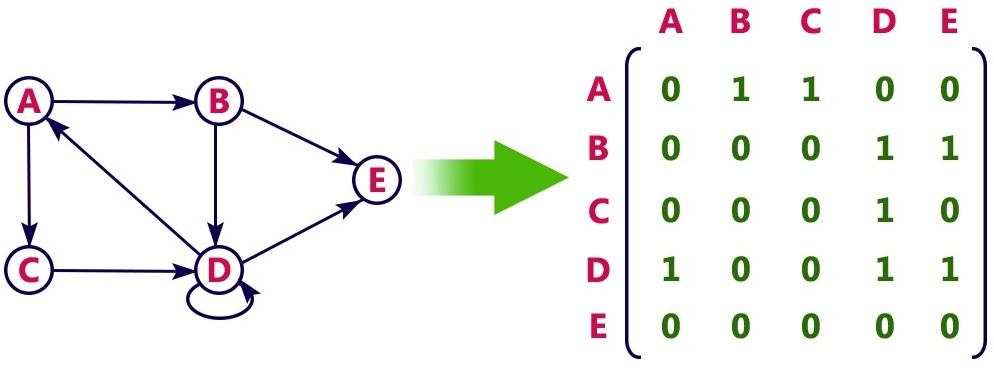 A B
E
C D
A B C D E
A 0 1 1 0 0
B 0 0 0 1 1
C 0 0 0 1 0
D 1 0 0 1 1
E 0 0 0 0 0